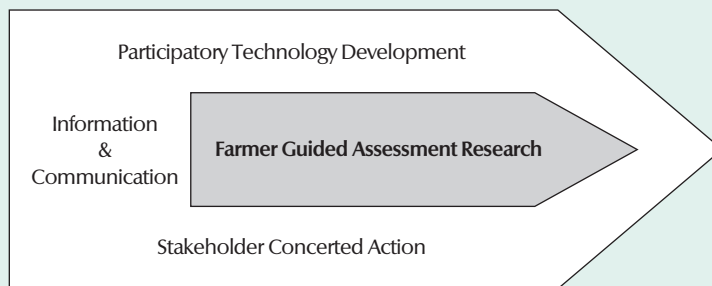 Participatory Technology Development
Information
&
Communication
Farmer Guided Assessment Research
Stakeholder Concerted Action